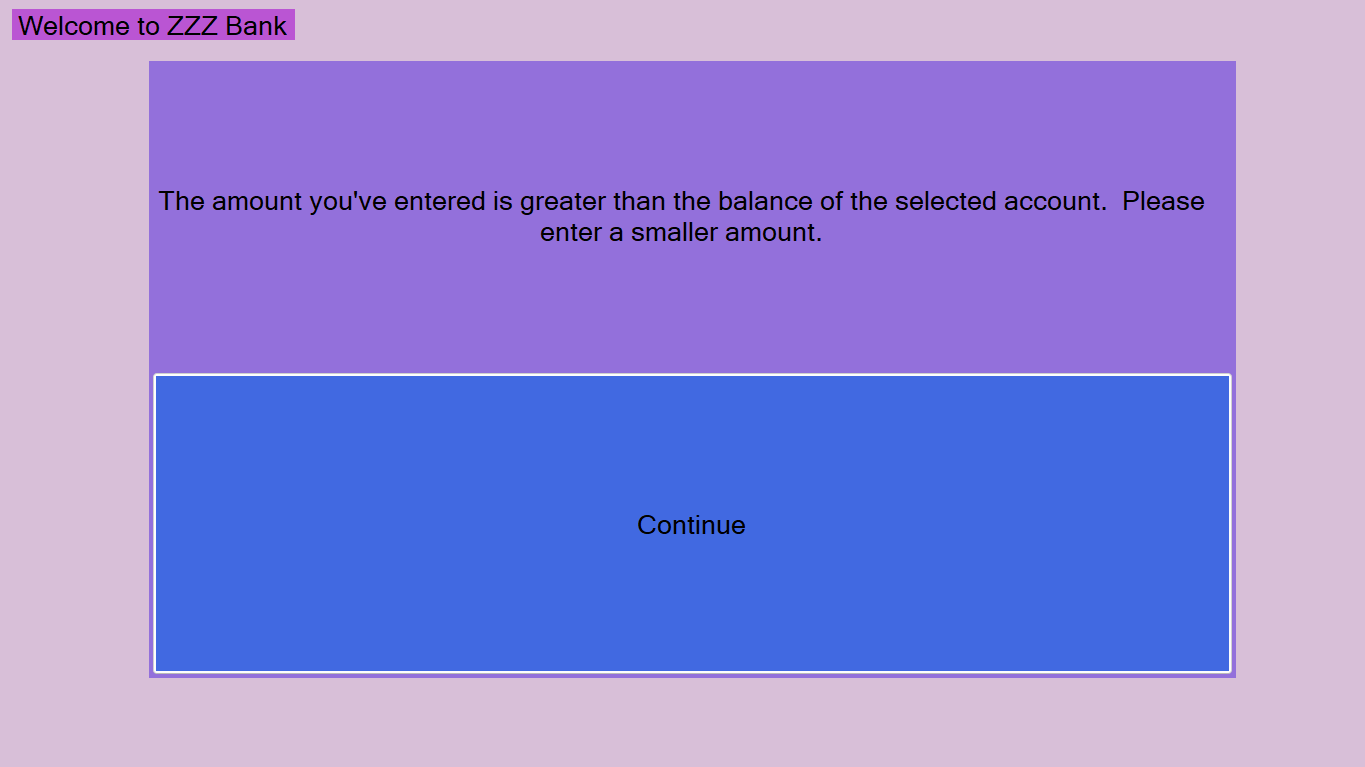 Welcome to ZZZ Bank
The amount you've entered is greater than the balance of the selected account.  Please
enter a smaller amount.
Continue